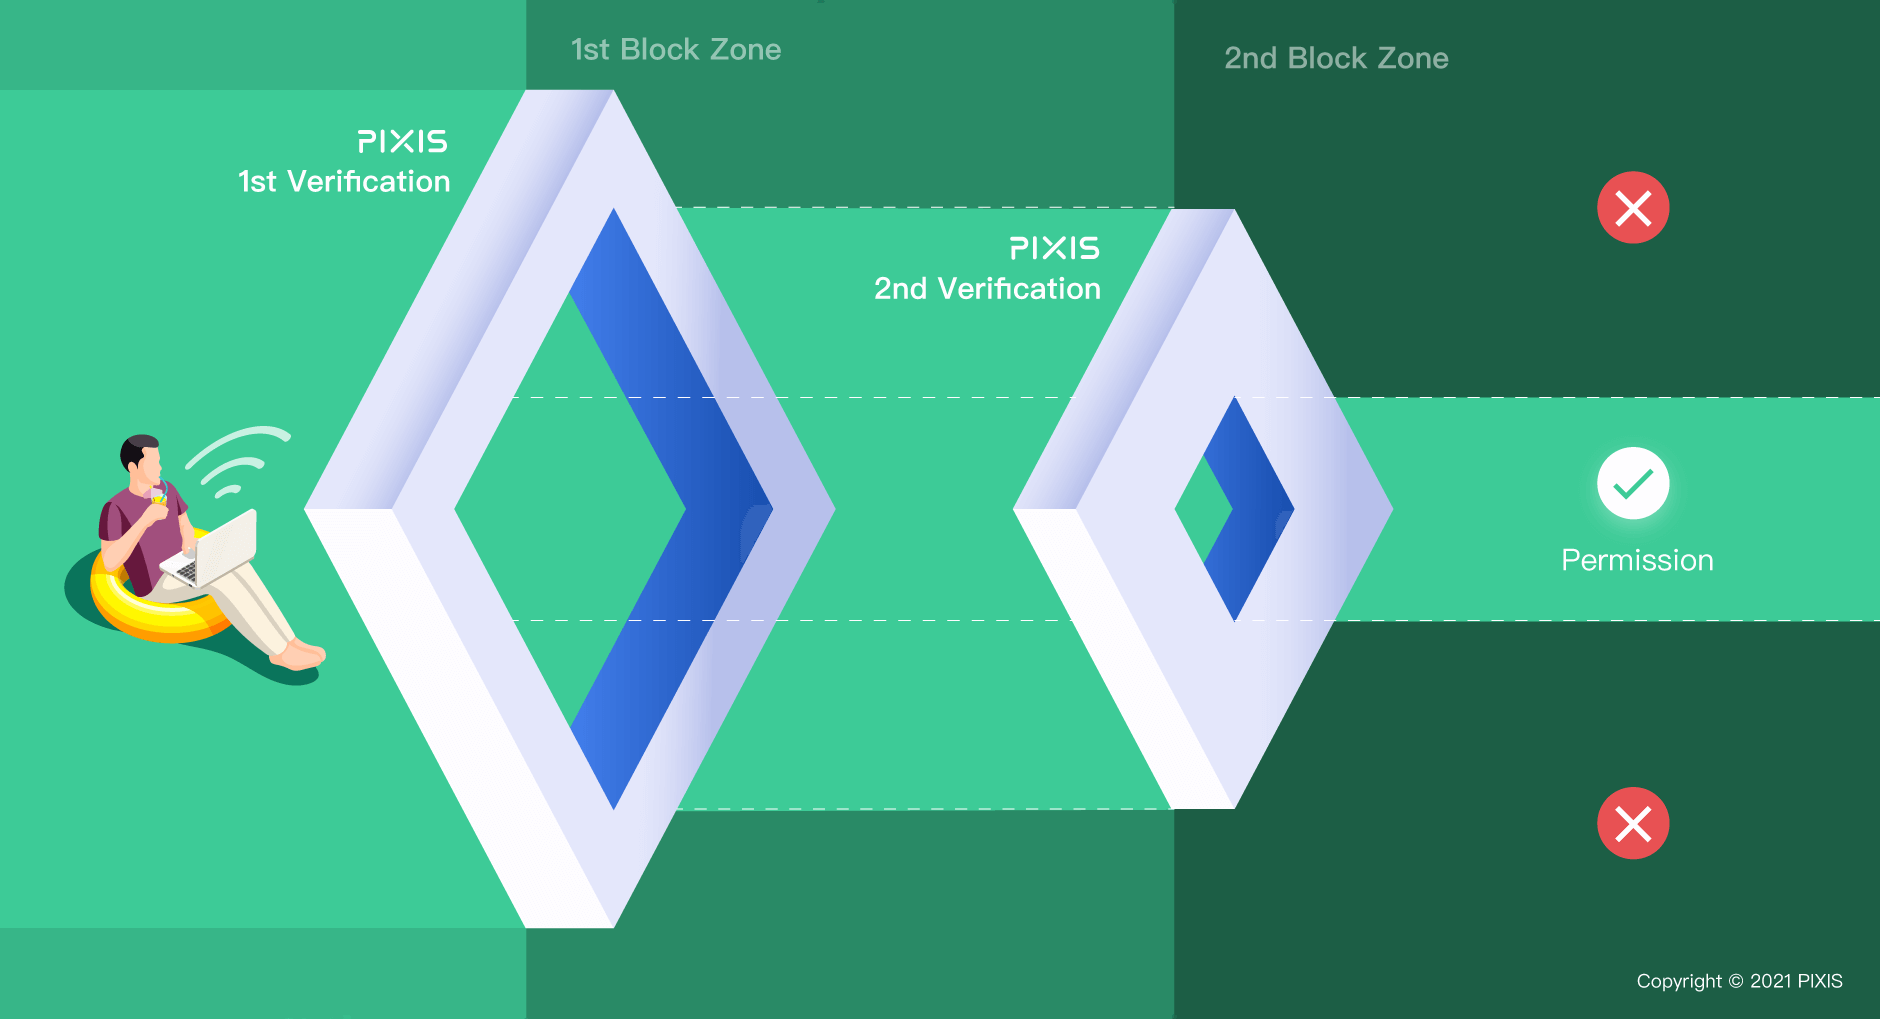 1st Block Zone
2nd Block Zone
PIXIS
1st Verification
PIXIS
2nd Verification
Permission
Copyright © 2021 PIXIS